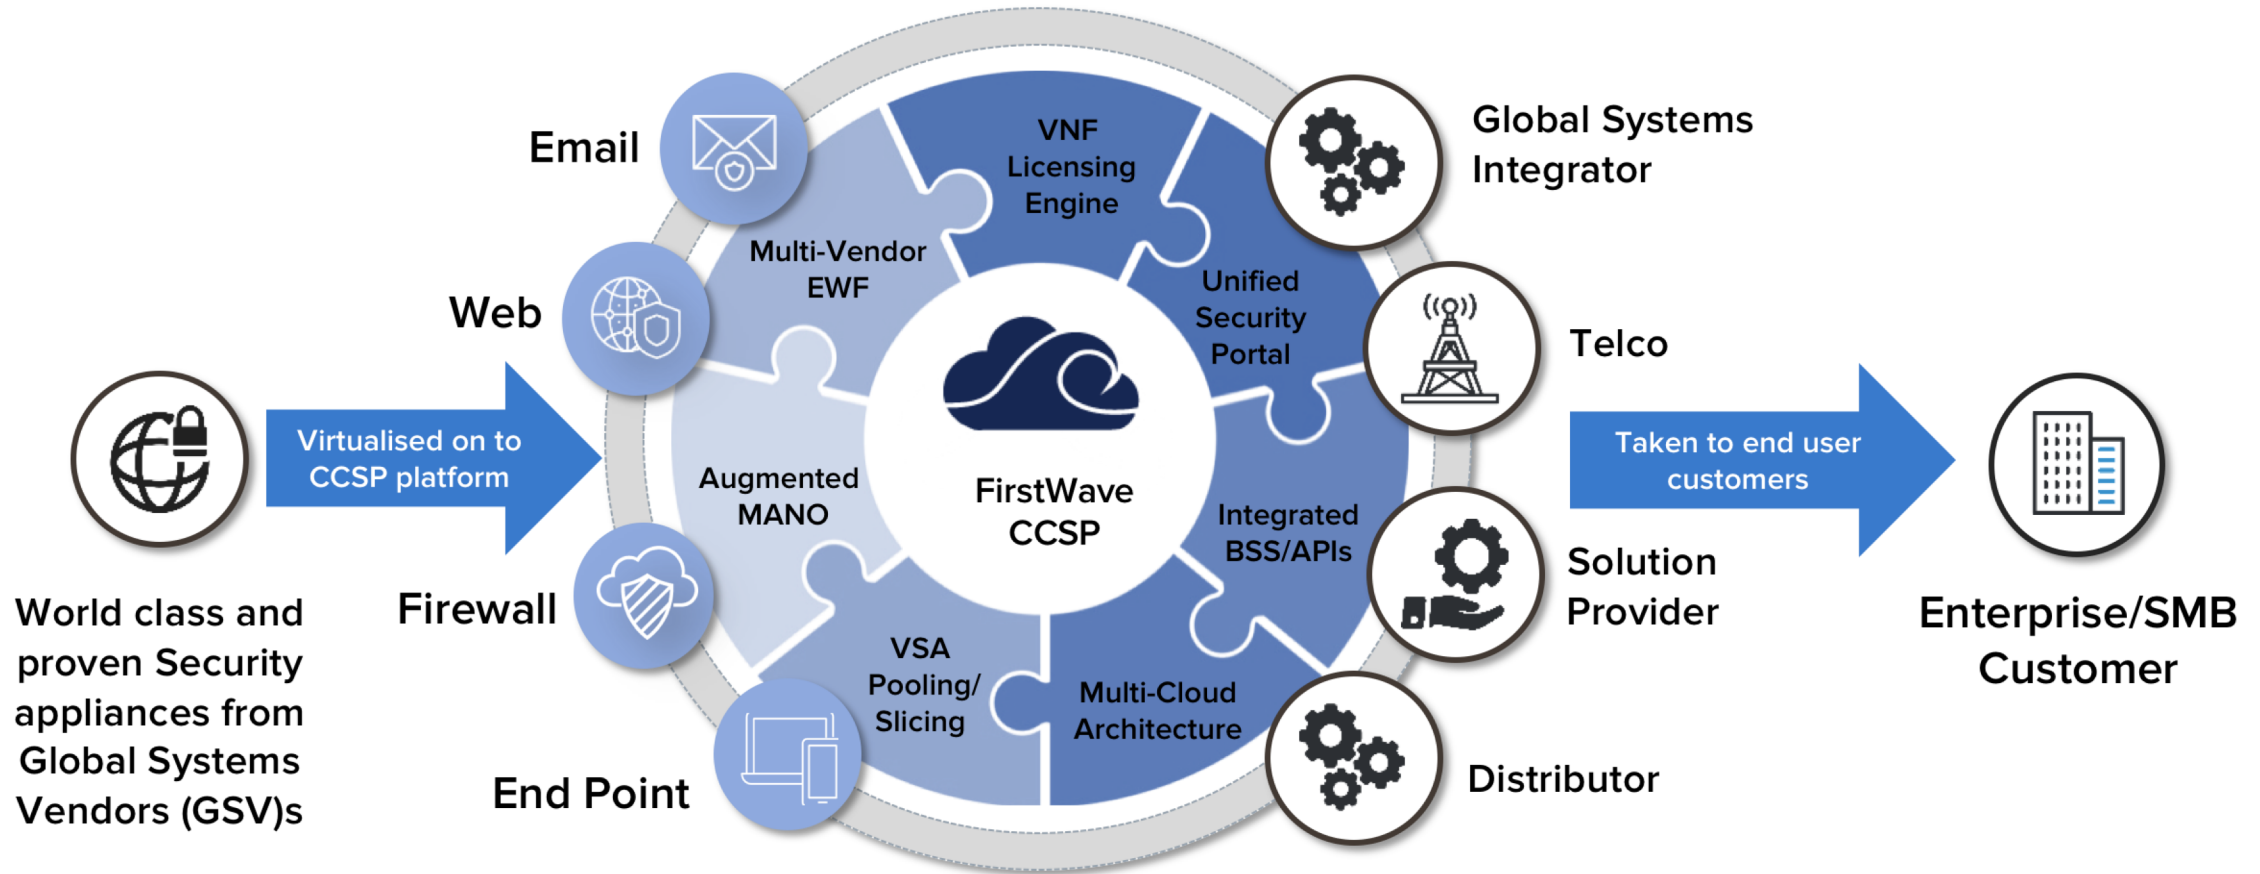 World class and
proven Security
appliances from
Global Systems
Vendors (GSV)s
Virtualised on to
CCSP platform
Email
Web
Firewall
End Point
VNF
Licensing
Engine
Multi-Vendor
EWF
Unified
Security
Portal
Augmented
MANO
FirstWave
CCSP
Integrated
BSS/APIs
VSA
Pooling/
Slicing
Multi-Cloud
Architecture
Global Systems
Integrator
Telco
Solution
Provider
Distributor
Taken to end user
customers
Enterprise/SMB
Customer